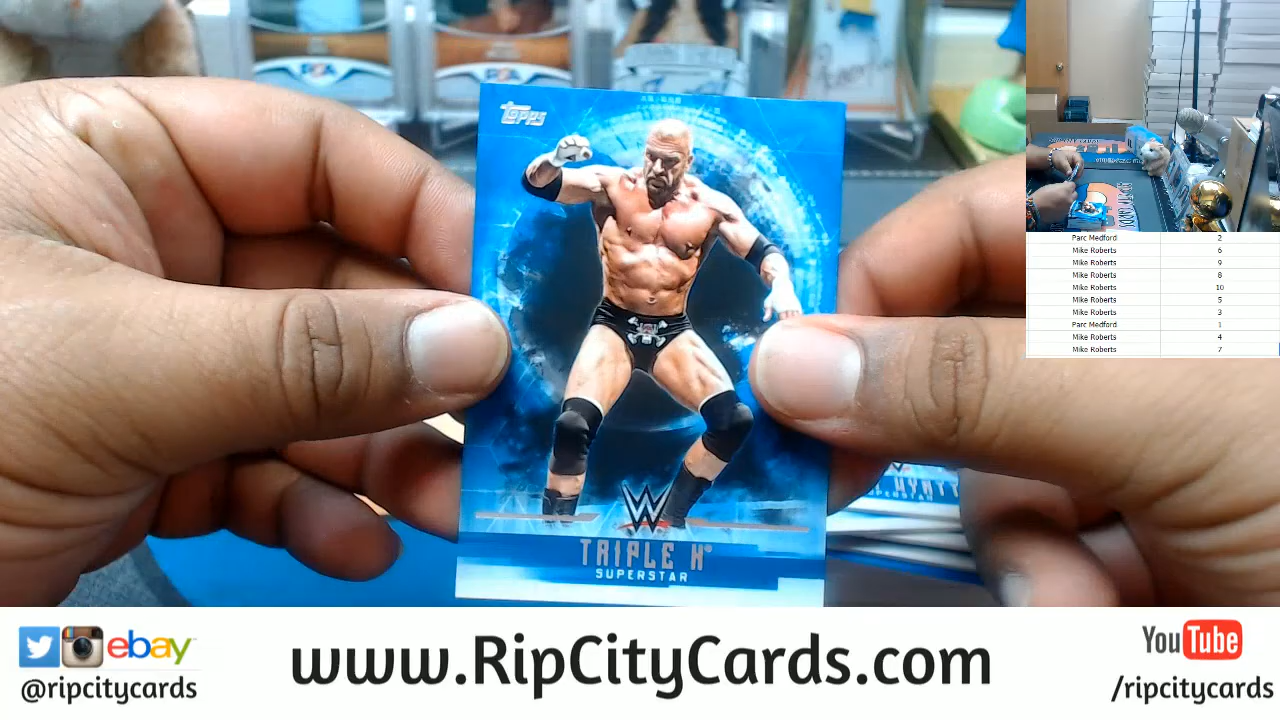 Topps
W
TRIPLE H
SUPERSTAR
WYATT
SUPERSTAR
Parc Medford 2
Mike Roberts 6
Mike Roberts 9
Mike Roberts 8
Mike Roberts 10
Mike Roberts 5
Mike Roberts 3
Parc Medford 1
Mike Roberts 4
Mike Roberts 7
ebay
@ripcitycards
www.RipCityCards.com
YouTube
/ripcitycards